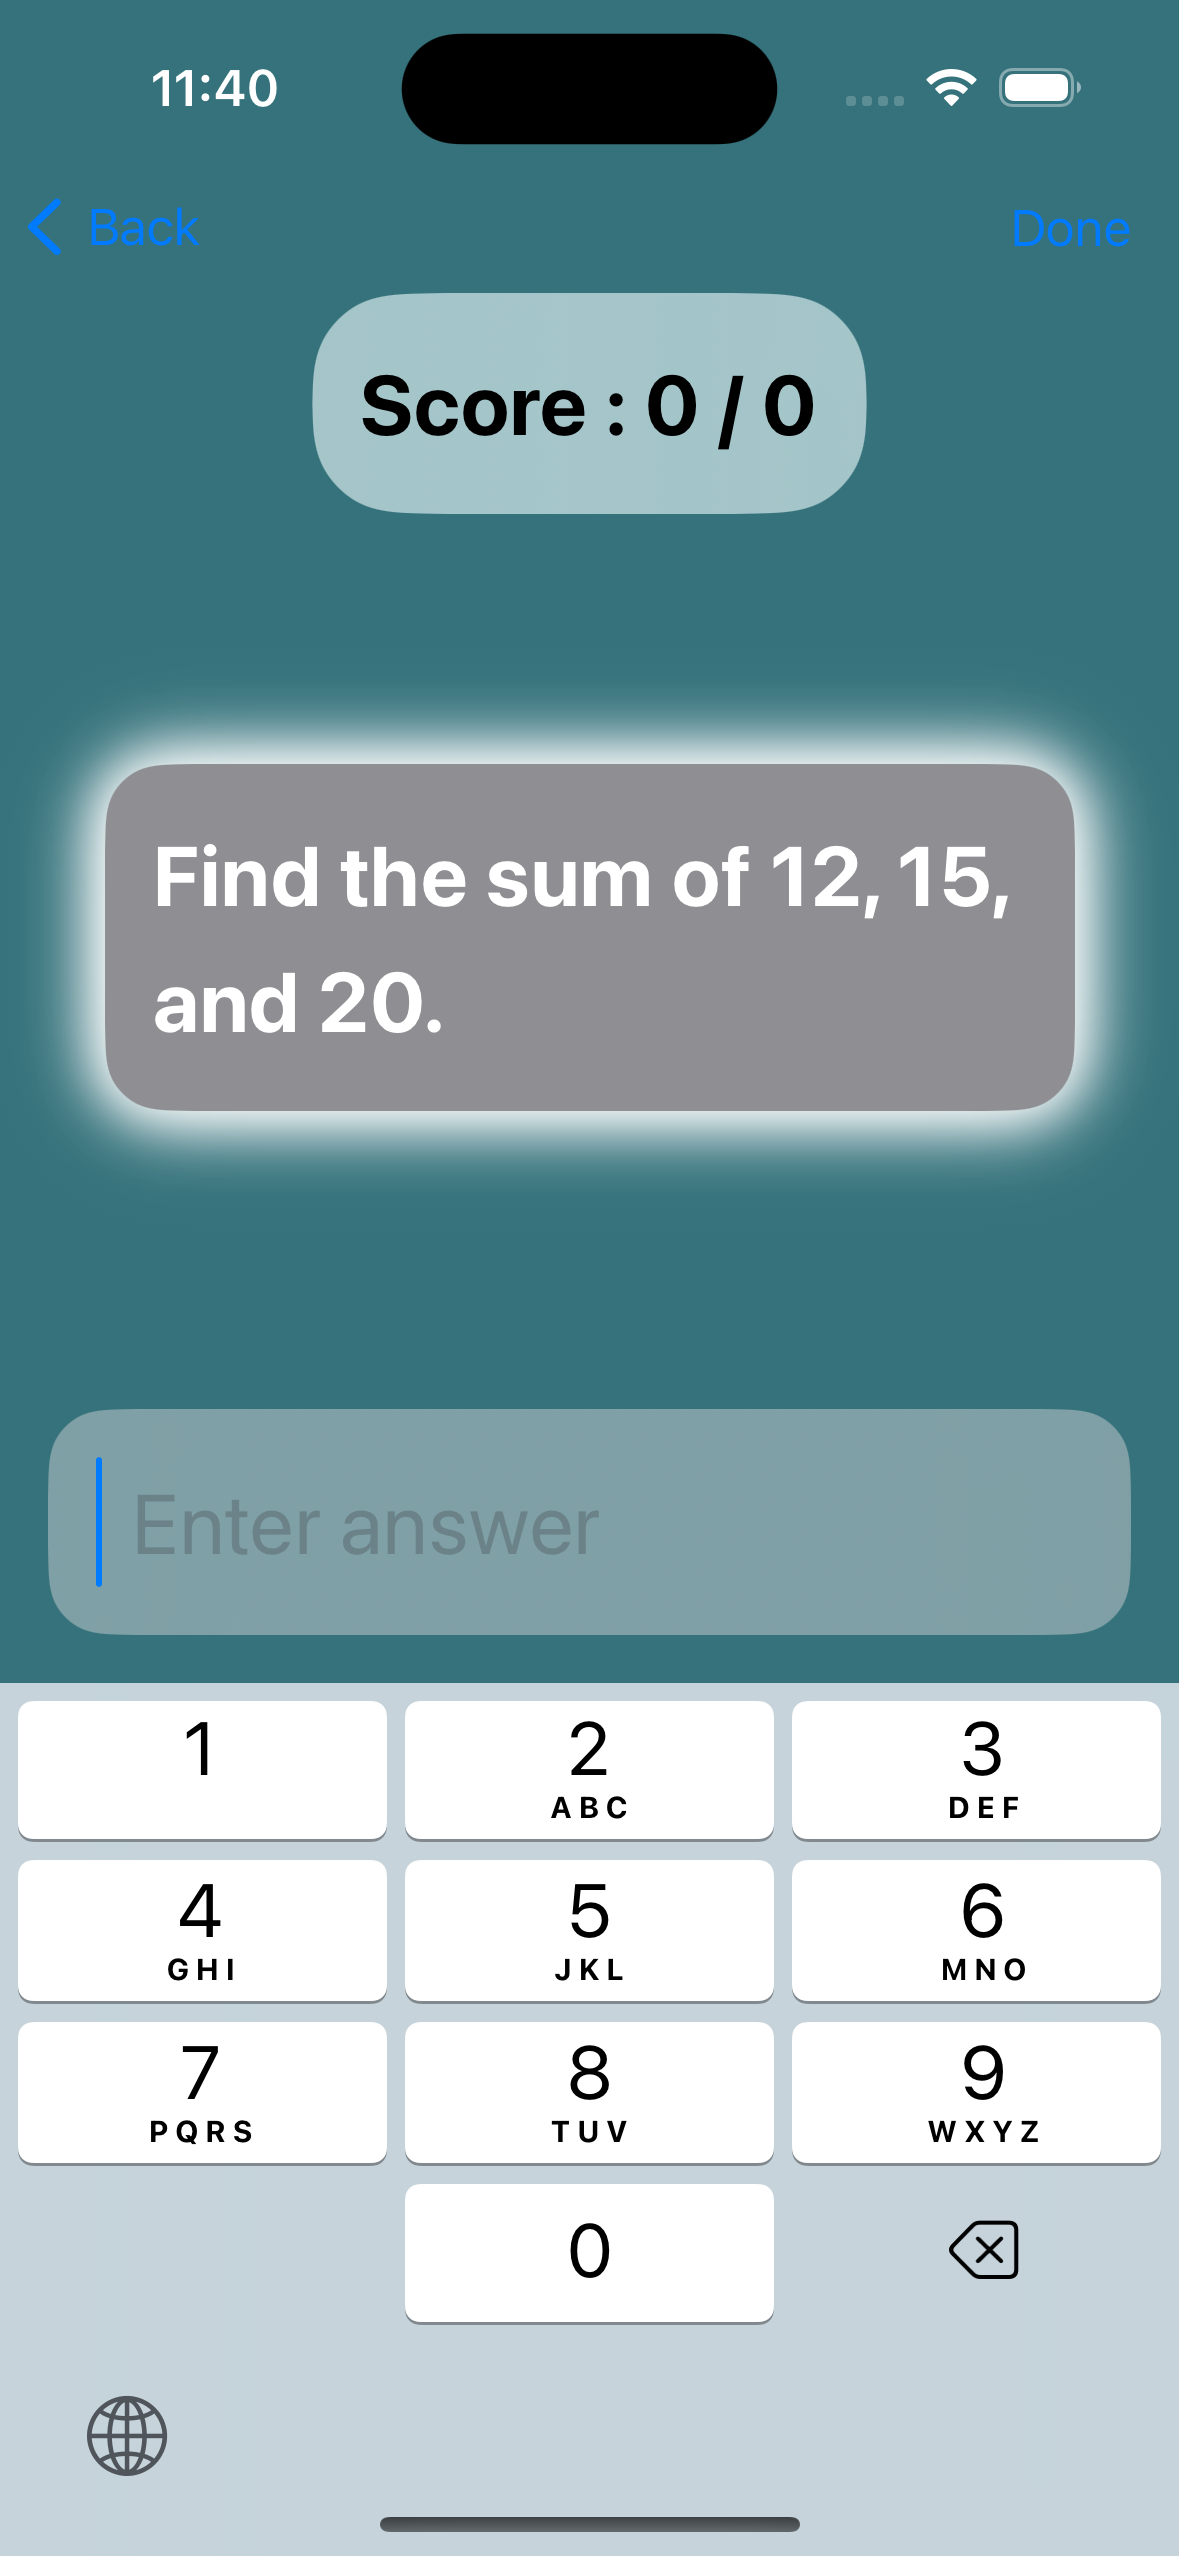 11:40
Back
Done
Score : 0 / 0
Find the sum of 12, 15,
and 20.
Enter answer
1
2
ABC
3
DEF
4
GHI
5
JKL
6
MNO
7
PQRS
8
TUV
9
WXYZ
0